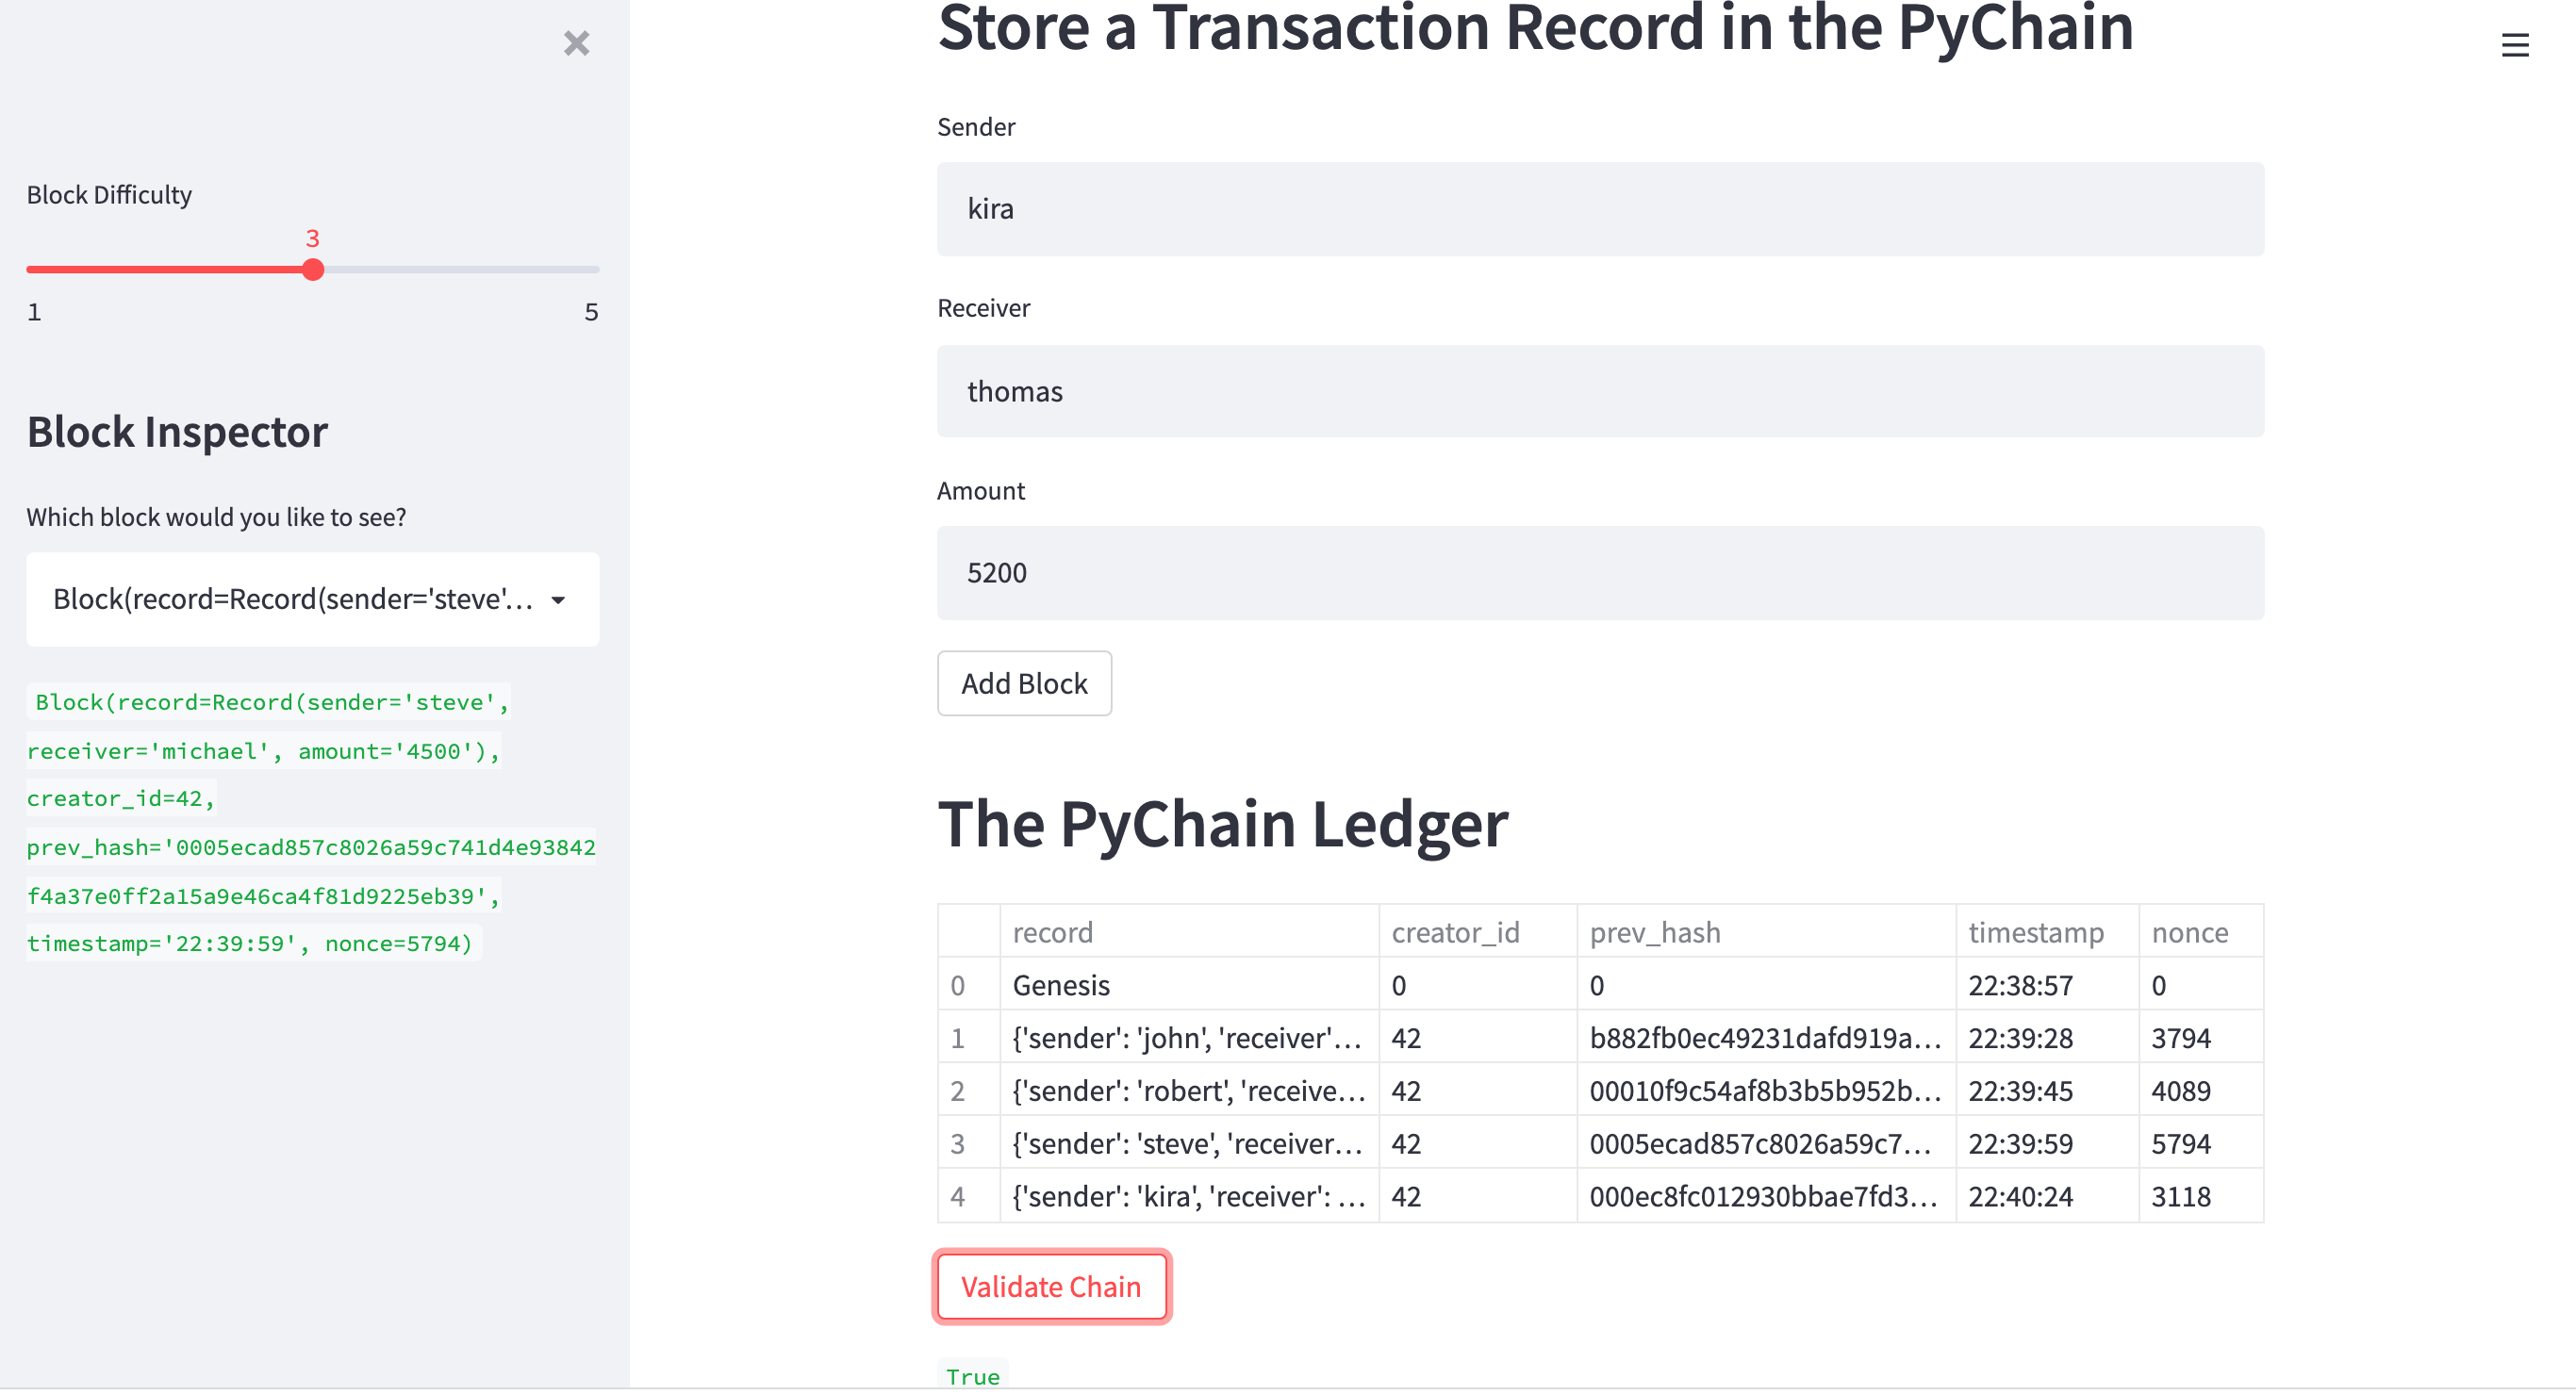 Block Difficulty
3
1 5
Block Inspector
Which block would you like to see?
Block(record=Record(sender='steve'...
Block(record=Record(sender='steve',
receiver='michael', amount='4500'),
creator_id=42,
prev_hash='0005ecad857c8026a59c741d4e93842
f4a37e0ff2a15a9e46ca4f81d9225eb39',
timestamp='22:39:59', nonce=5794)
Store a Transaction Record in the PyChain
Sender
kira
Receiver
thomas
Amount
5200
Add Block
The PyChain Ledger
record creator_id prev_hash timestamp nonce
0 Genesis 0 0 22:38:57 0
1 {'sender': 'john', 'receiver'... 42 b882fb0ec49231dafd919a... 22:39:28 3794
2 {'sender': 'robert', 'receive... 42 00010f9c54af8b3b5b952b... 22:39:45 4089
3 {'sender': 'steve', 'receiver... 42 0005ecad857c8026a59c7... 22:39:59 5794
4 {'sender': 'kira', 'receiver': ... 42 000ec8fc012930bbae7fd3... 22:40:24 3118
Validate Chain
True